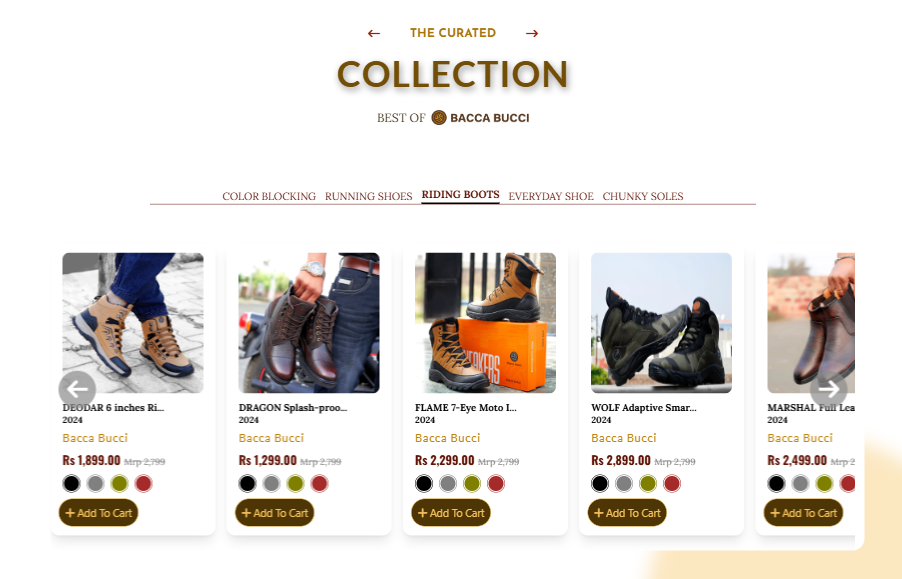 ← THE CURATED →
COLLECTION
BEST OF BACCA BUCCI
COLOR BLOCKING RUNNING SHOES RIDING BOOTS EVERYDAY SHOE CHUNKY SOLES
DEODAR 6 inches Ri...
2024
Bacca Bucci
Rs 1,899.00 Mrp 2,799
+ Add To Cart
DRAGON Splash-proo...
2024
Bacca Bucci
Rs 1,299.00 Mrp 2,799
+ Add To Cart
FLAME 7-Eye Moto I...
2024
Bacca Bucci
Rs 2,299.00 Mrp 2,799
+ Add To Cart
WOLF Adaptive Smar...
2024
Bacca Bucci
Rs 2,899.00 Mrp 2,799
+ Add To Cart
MARSHAL Full Lea
2024
Bacca Bucci
Rs 2,499.00 Mrp 2
+ Add To Cart